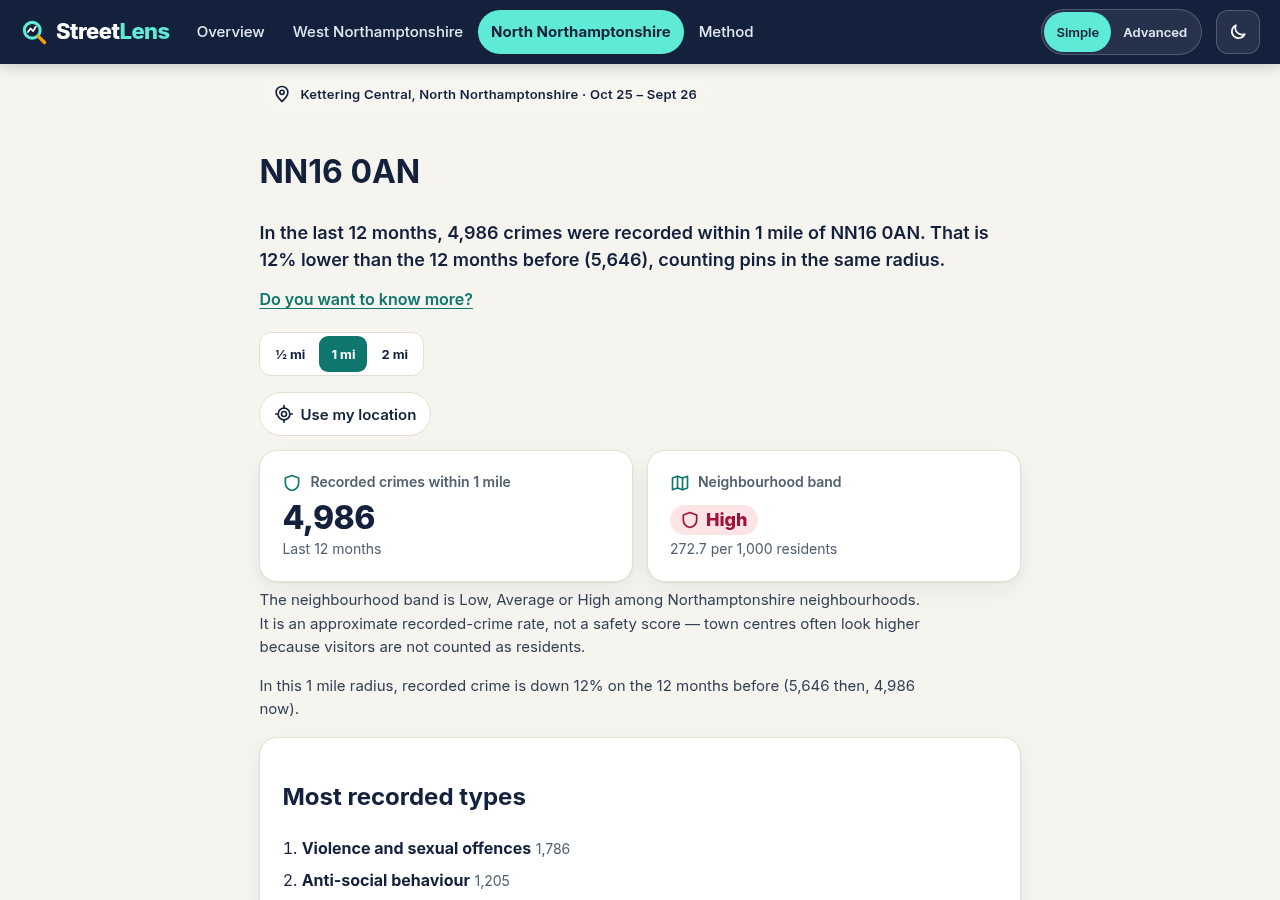 StreetLens
Overview
West Northamptonshire
North Northamptonshire
Method
Simple
Advanced
Kettering Central, North Northamptonshire · Oct 25 – Sept 26
NN16 0AN
In the last 12 months, 4,986 crimes were recorded within 1 mile of NN16 0AN. That is
12% lower than the 12 months before (5,646), counting pins in the same radius.
Do you want to know more?
½ mi
1 mi
2 mi
Use my location
Recorded crimes within 1 mile
4,986
Last 12 months
Neighbourhood band
High
272.7 per 1,000 residents
The neighbourhood band is Low, Average or High among Northamptonshire neighbourhoods.
It is an approximate recorded-crime rate, not a safety score — town centres often look higher
because visitors are not counted as residents.
In this 1 mile radius, recorded crime is down 12% on the 12 months before (5,646 then, 4,986
now).
Most recorded types
1. Violence and sexual offences 1,786
2. Anti-social behaviour 1,205